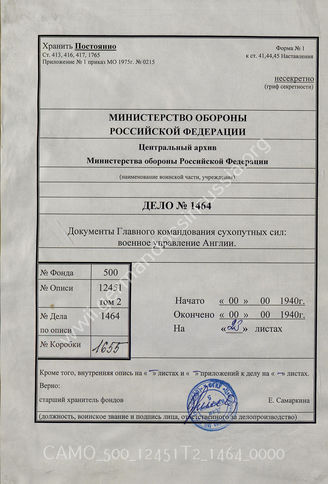 Хранить Постоянно
Ст. 413, 416, 417, 1765
Приложение № 1 приказ МО 1975г. № 0215
Форма № 1
к ст. 41,44,45 Наставления
несекретно
(гриф секретности)
МИНИСТЕРСТВО ОБОРОНЫ
РОССИЙСКОЙ ФЕДЕРАЦИИ
Центральный архив
Министерства обороны Российской Федерации
(наименование воинской части, учреждения)
ДЕЛО № 1464
Документы Главного командования сухопутных сил:
военное управление Англии.
№ Фонда 500
№ Описи 12451
том 2
№ Дела 1464
по описи
№ Коробки 1655
Начато « 00 » 00 1940г.
Окончено « 00 » 00 1940г.
На «28» листах
Кроме того, внутренняя опись на « » листах и « » приложений к делу на « » листах.
Верно:
старший хранитель фондов Е. Самаркина
(должность, воинское звание и подпись лица, ответственного за делопроизводство)
CAMO_500_12451T2_1464_0000